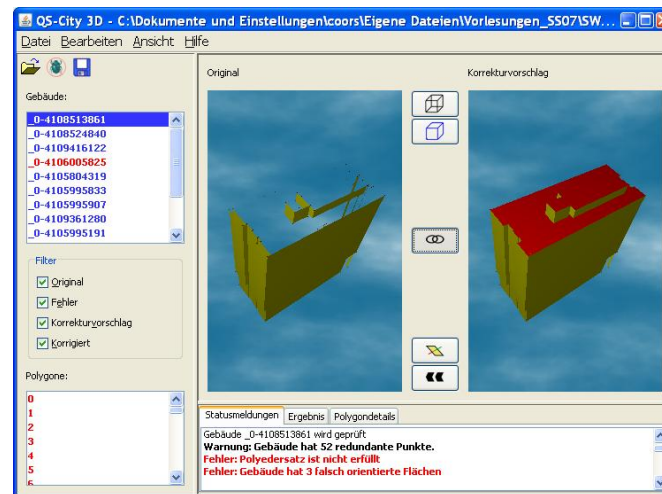 QS-City 3D - C:\Dokumente und Einstellungen\coors\Eigene Dateien\Vorlesungen_SS07\SW...
Datei Bearbeiten Ansicht Hilfe
Gebäude:
_0-4108513861
_0-4108524840
_0-4109416122
_0-4106005825
_0-4105804319
_0-4105995833
_0-4105995907
_0-4109361280
_0-4105995191
Filter
Original
Fehler
Korrekturvorschlag
Korrigiert
Polygone:
0
1
2
3
4
5
6
Original
Korrekturvorschlag
Statusmeldungen Ergebnis Polygondetails
Gebäude _0-4108513861 wird geprüft
Warnung: Gebäude hat 52 redundante Punkte.
Fehler: Polyedersatz ist nicht erfüllt
Fehler: Gebäude hat 3 falsch orientierte Flächen